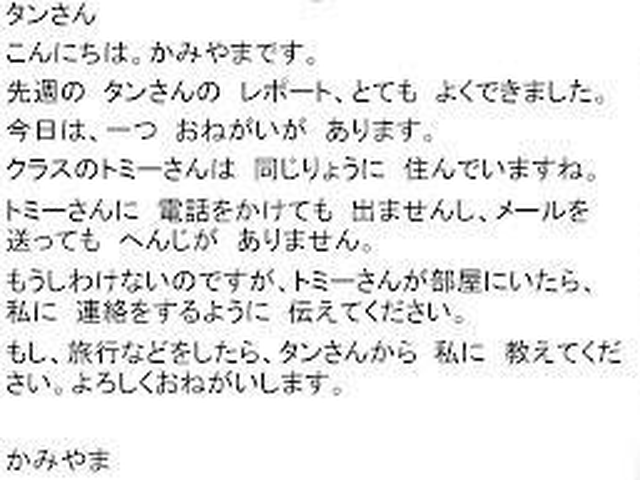 タンさん
こんにちは。かみやまです。
先週の タンさんの レポート、とても よくできました。
今日は、一つ おねがいが あります。
クラスのトミーさんは 同じりょうに 住んでいますね。
トミーさんに 電話をかけても 出ませんし、メールを
送っても へんじが ありません。
もうしわけないのですが、トミーさんが部屋にいたら、
私に 連絡をするように 伝えてください。
もし、旅行などをしたら、タンさんから 私に 教えてくだ
さい。よろしくおねがいします。
かみやま